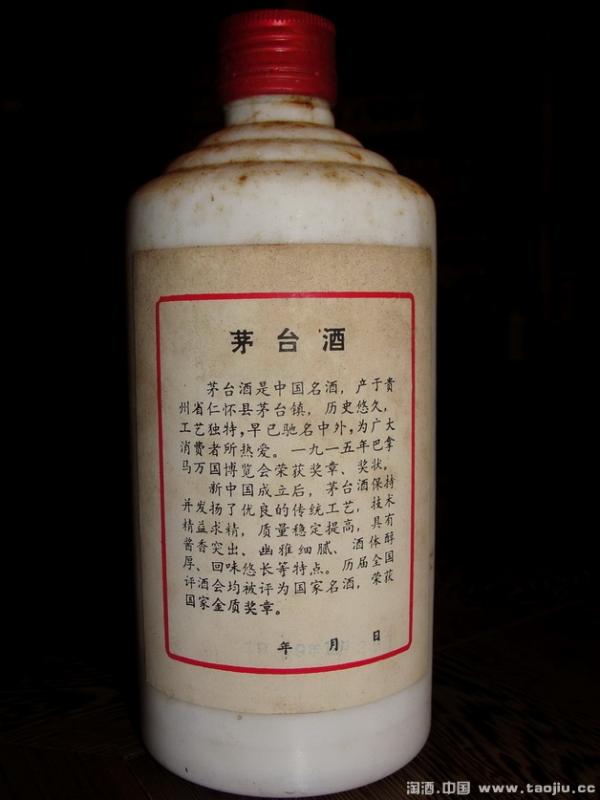 茅台酒
茅台酒是中国名酒，产于贵
州省仁怀县茅台镇，历史悠久，
工艺独特，早已驰名中外，为广大
消费者所热爱。一九一五年巴拿
马万国博览会荣获奖章、奖状，
新中国成立后，茅台酒保持
并发扬了优良的传统工艺，技术
精益求精，质量稳定提高，具有
酱香突出、幽雅细腻、酒体醇
厚、回味悠长等特点。历届全国
评酒会均被评为国家名酒，荣获
国家金质奖章。
年 月 日
淘酒.中国 www.taojiu.cc